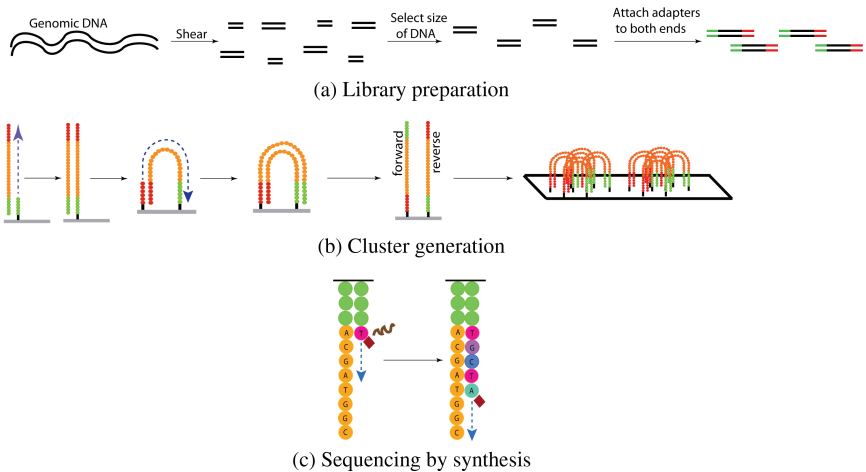 Genomic DNA
Shear
Select size
of DNA
Attach adapters
to both ends
(a) Library preparation
forward
reverse
(b) Cluster generation
A T
C
G
A
T
G
G
C
A T
C G
G C
A T
T A
G
G
C
(c) Sequencing by synthesis